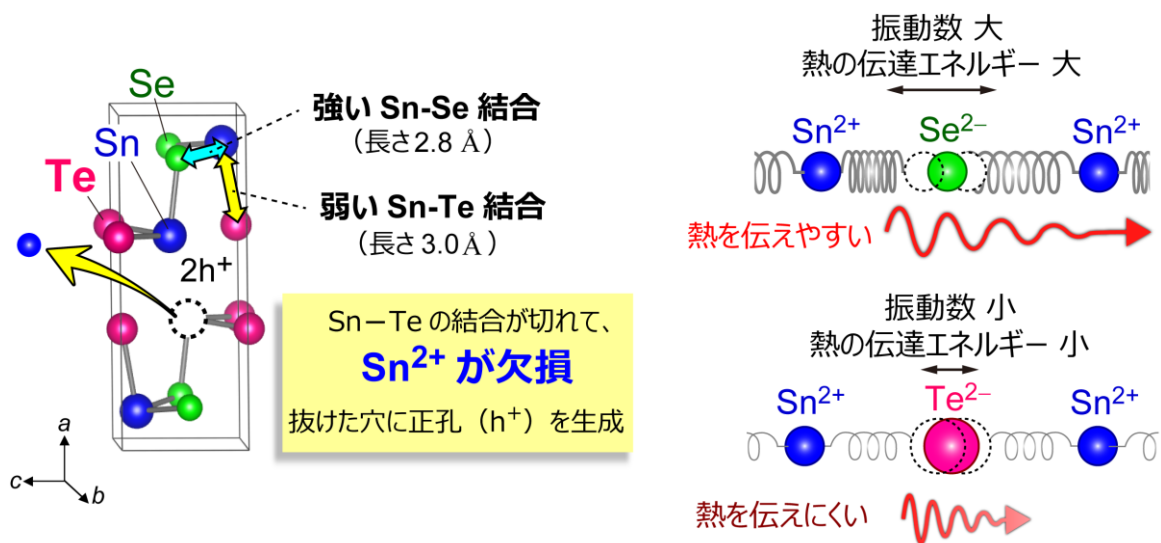 Se
Sn
Te
強い Sn-Se 結合
（長さ2.8 Å）
弱い Sn-Te 結合
（長さ3.0 Å）
2h⁺
Sn－Te の結合が切れて、
Sn²⁺ が欠損
抜けた穴に正孔（h⁺）を生成
a
c
b
振動数 大
熱の伝達エネルギー 大
Sn²⁺ Se²⁻ Sn²⁺
熱を伝えやすい
振動数 小
熱の伝達エネルギー 小
Sn²⁺ Te²⁻ Sn²⁺
熱を伝えにくい